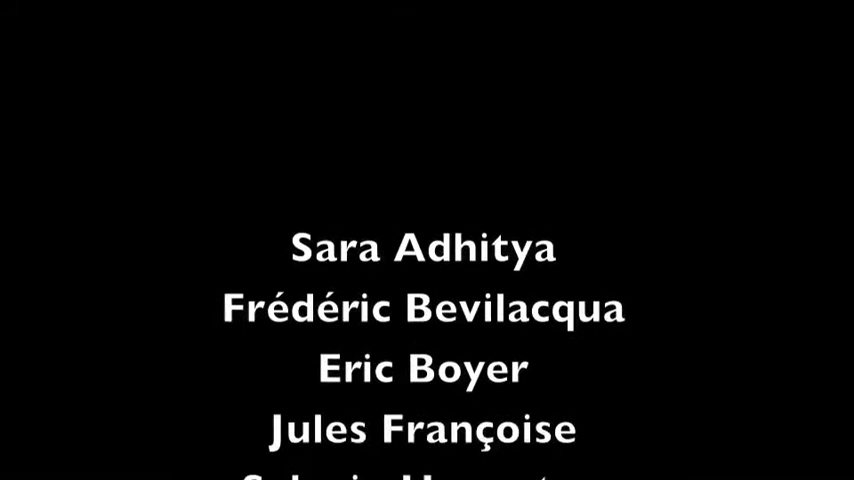 Sara Adhitya
Frédéric Bevilacqua
Eric Boyer
Jules Françoise